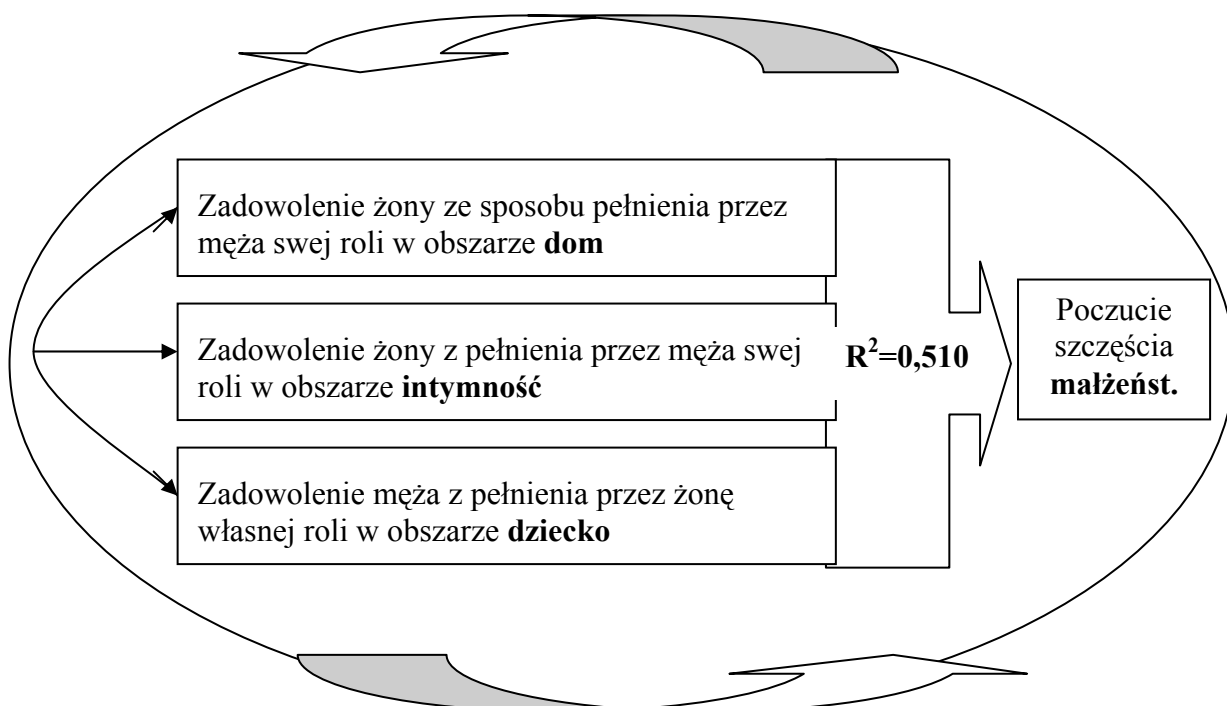 Zadowolenie żony ze sposobu pełnienia przez
męża swej roli w obszarze dom
Zadowolenie żony z pełnienia przez męża swej
roli w obszarze intymność
Zadowolenie męża z pełnienia przez żonę
własnej roli w obszarze dziecko
R²=0,510
Poczucie
szczęścia
małżeńst.